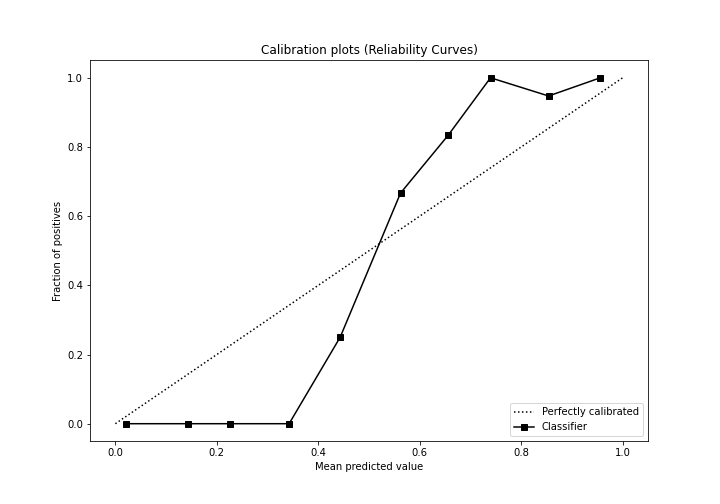 Calibration plots (Reliability Curves)
1.0
0.8
0.6
0.4
0.2
0.0
Fraction of positives
0.0 0.2 0.4 0.6 0.8 1.0
Mean predicted value
Perfectly calibrated
Classifier